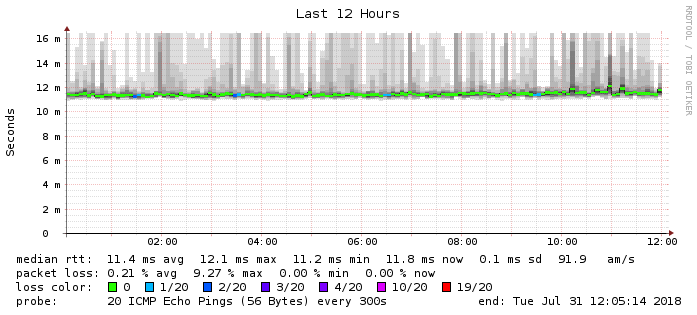 Last 12 Hours
RRDTOOL / TOBI OETIKER
Seconds
16 m
14 m
12 m
10 m
8 m
6 m
4 m
2 m
0
02:00 04:00 06:00 08:00 10:00 12:00
median rtt: 11.4 ms avg 12.1 ms max 11.2 ms min 11.8 ms now 0.1 ms sd 91.9 am/s
packet loss: 0.21 % avg 9.27 % max 0.00 % min 0.00 % now
loss color: 0 1/20 2/20 3/20 4/20 10/20 19/20
probe: 20 ICMP Echo Pings (56 Bytes) every 300s end: Tue Jul 31 12:05:14 2018